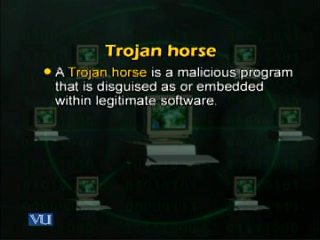 Trojan horse
A Trojan horse is a malicious program
that is disguised as or embedded
within legitimate software.
VU